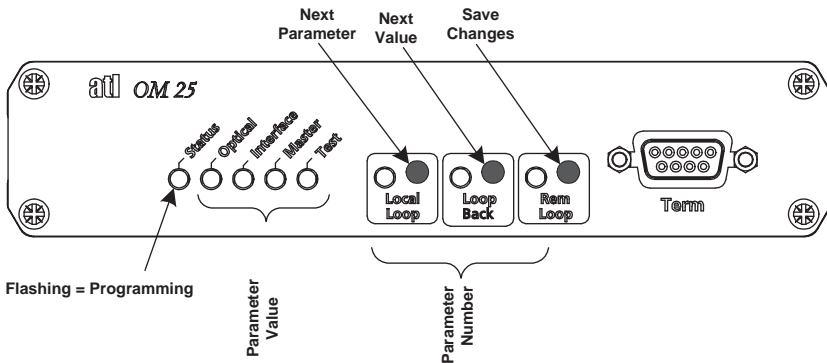 Next
Parameter
Next
Value
Save
Changes
atl OM 25
Status
Optical
Interface
Master
Test
Local
Loop
Loop
Back
Rem
Loop
Term
Flashing = Programming
Parameter
Value
Parameter
Number